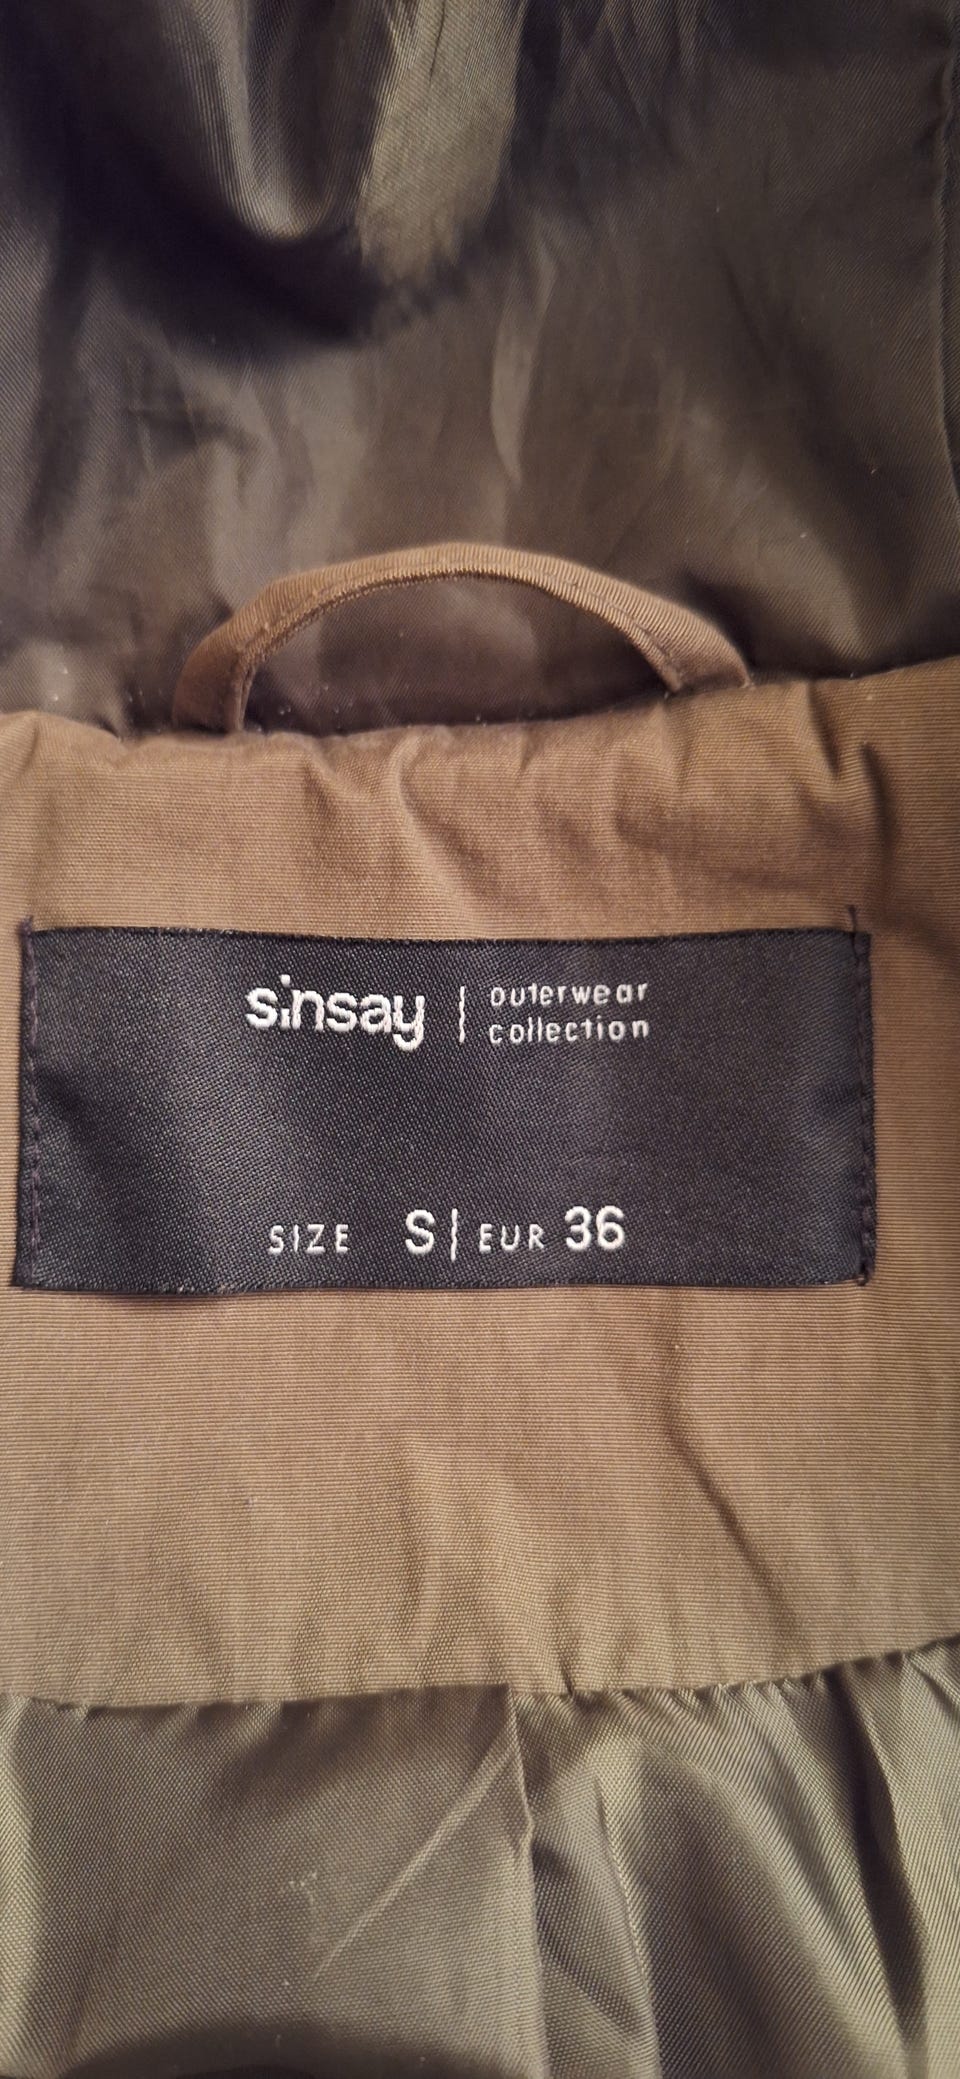 sinsay | outerwear
collection
SIZE S | EUR 36